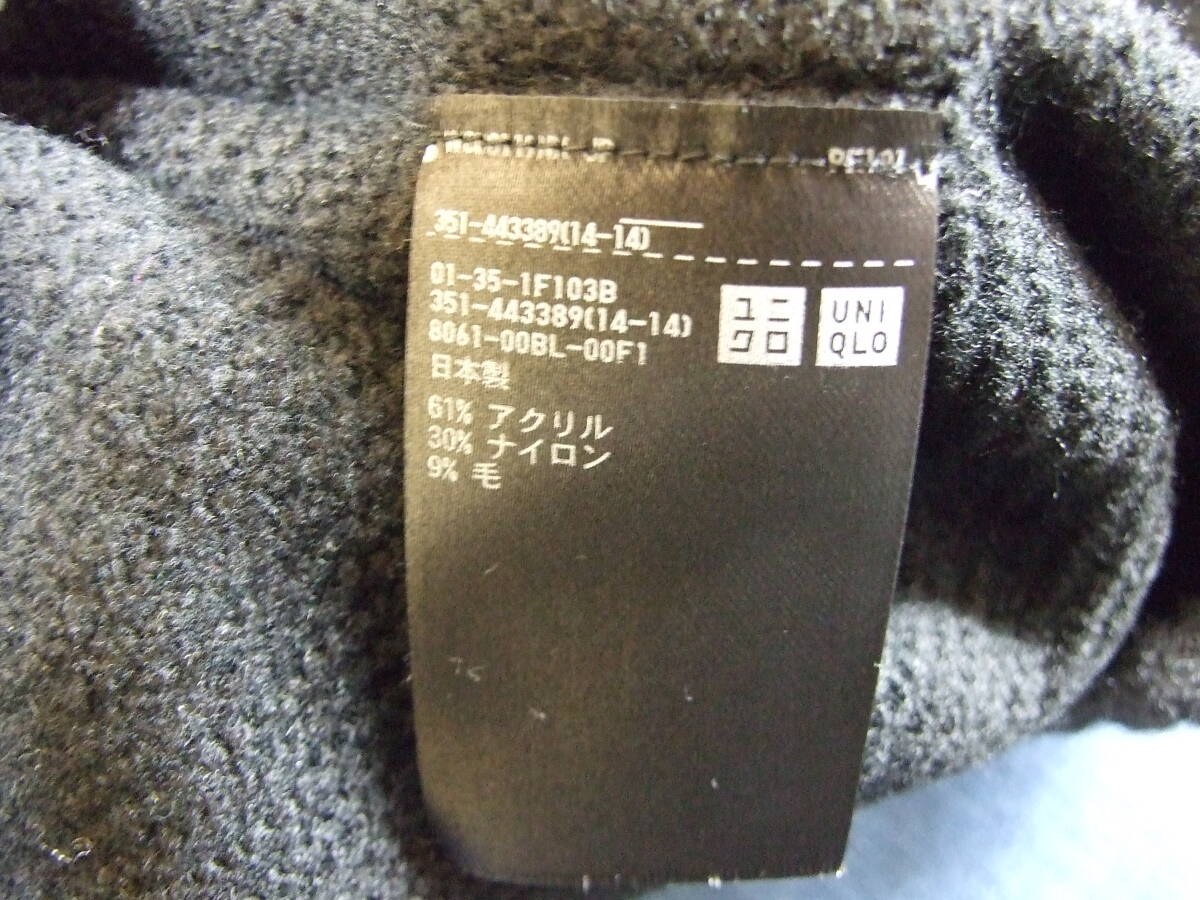 351-443389(14-14)
01-35-1F103B
351-443389(14-14)
8061-00BL-00F1
日本製
61% アクリル
30% ナイロン
9% 毛
ユニ
クロ
UNI
QLO